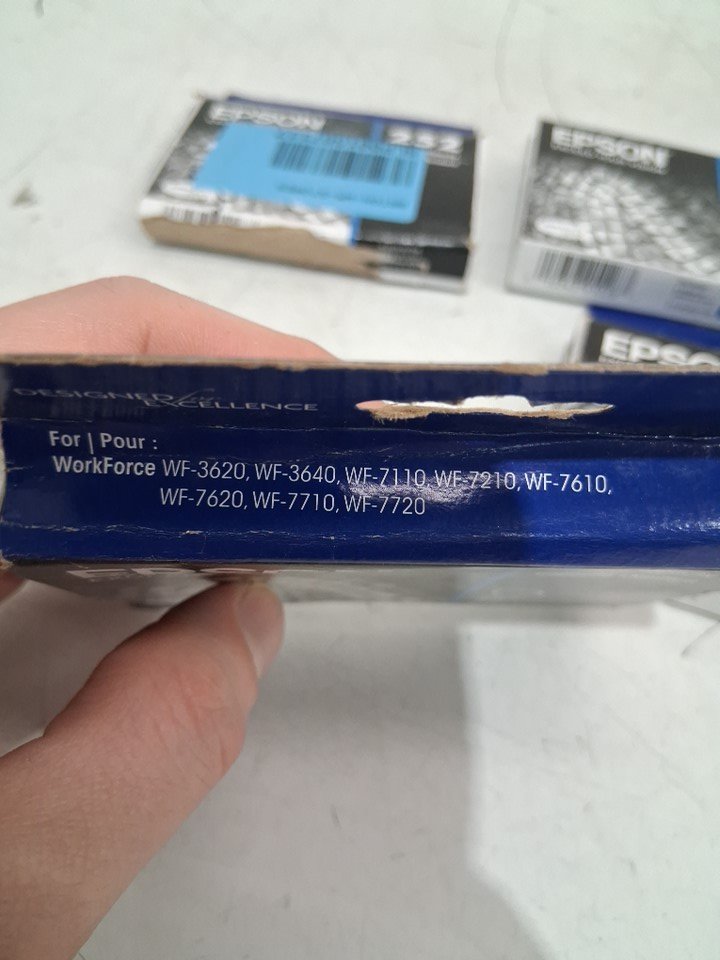 EPSON
252
EPSON
EPSO
DESIGNED for
EXCELLENCE
For | Pour :
WorkForce WF-3620, WF-3640, WF-7110, WF-7210, WF-7610,
WF-7620, WF-7710, WF-7720